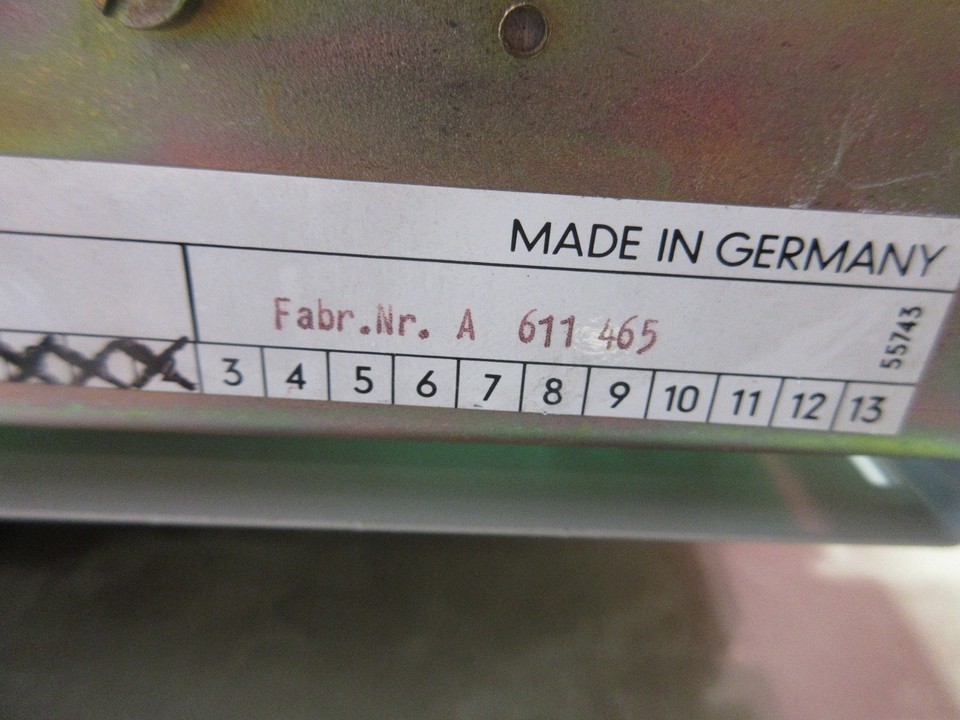 MADE IN GERMANY
Fabr.Nr. A 611 465
55743
3 4 5 6 7 8 9 10 11 12 13